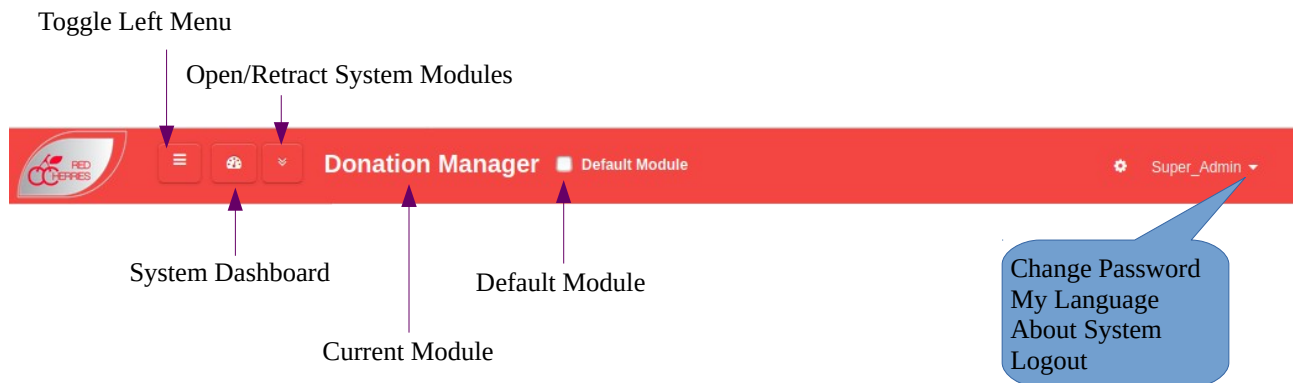 Toggle Left Menu
Open/Retract System Modules
RED
CHERRIES
Donation Manager
Default Module
Super_Admin
System Dashboard
Default Module
Current Module
Change Password
My Language
About System
Logout